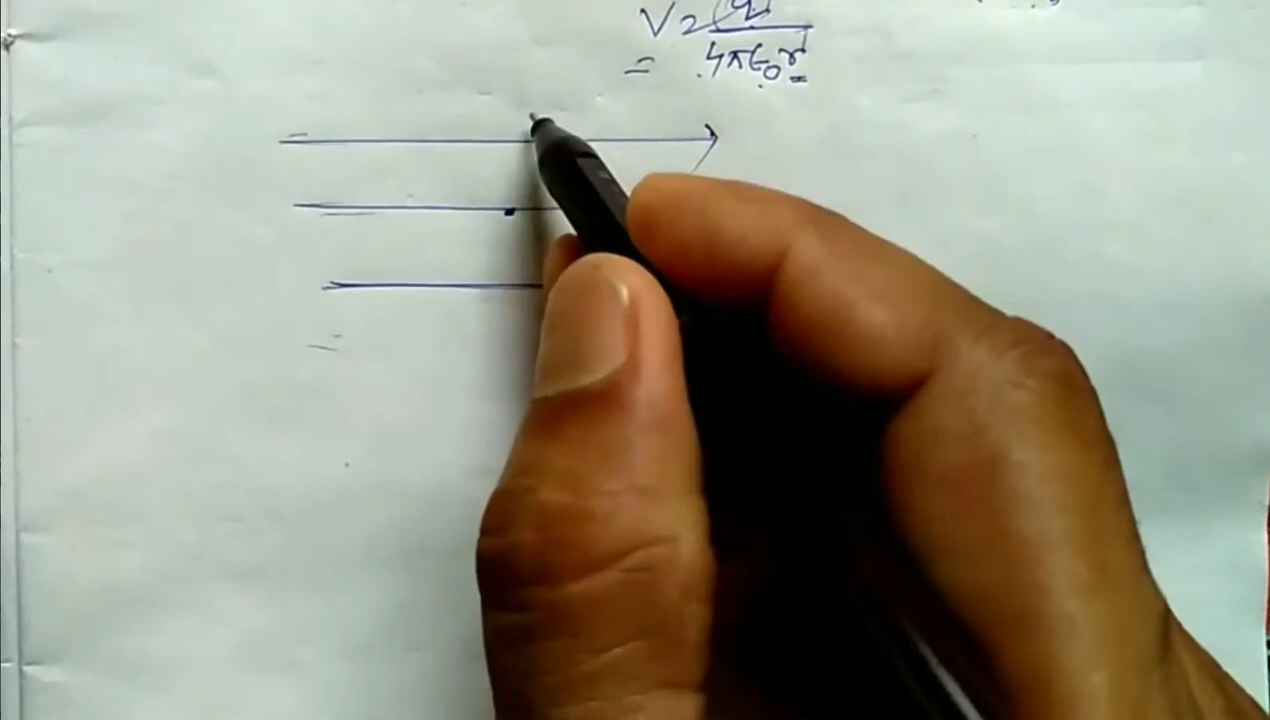 V = q
= 4πε₀r